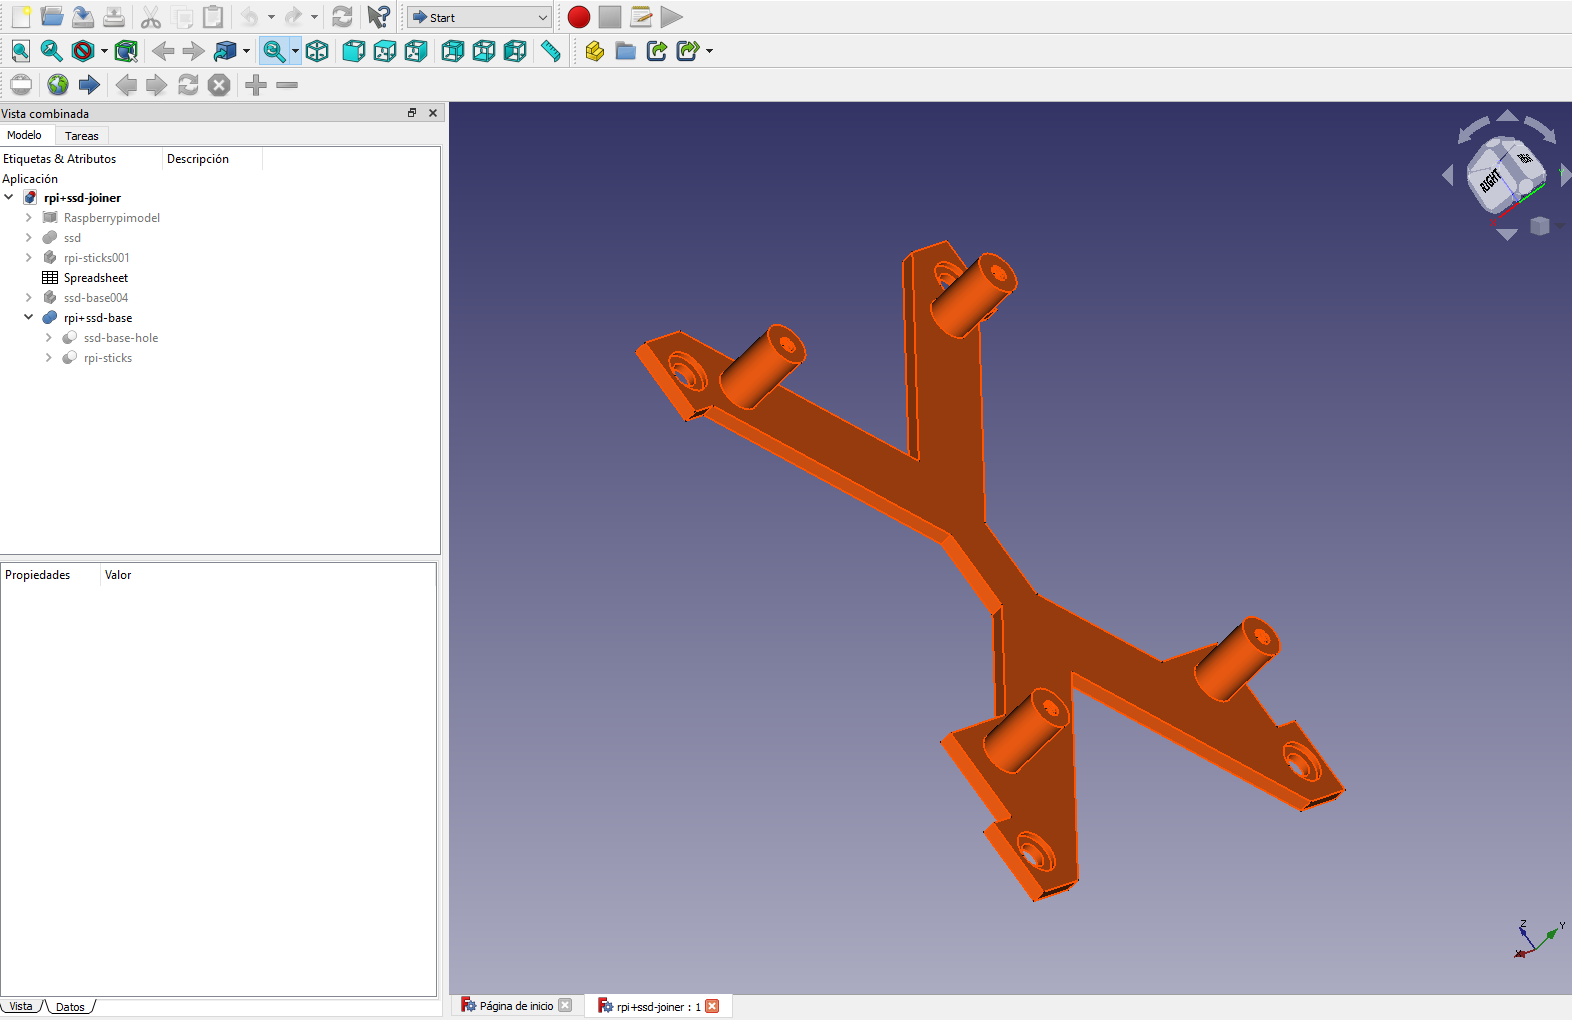 Start
Vista combinada
Modelo Tareas
Etiquetas & Atributos Descripción
Aplicación
rpi+ssd-joiner
Raspberrypimodel
ssd
rpi-sticks001
Spreadsheet
ssd-base004
rpi+ssd-base
ssd-base-hole
rpi-sticks
Propiedades Valor
Vista Datos
RIGHT
Z
Y
X
Página de inicio
rpi+ssd-joiner : 1